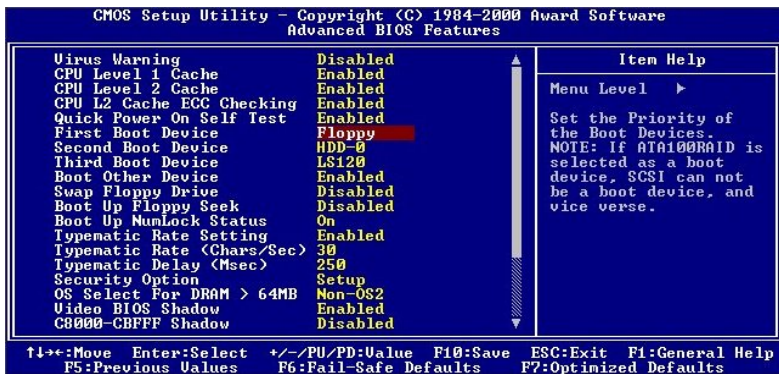 CMOS Setup Utility - Copyright (C) 1984-2000 Award Software
Advanced BIOS Features
Virus Warning Disabled
CPU Level 1 Cache Enabled
CPU Level 2 Cache Enabled
CPU L2 Cache ECC Checking Enabled
Quick Power On Self Test Enabled
First Boot Device Floppy
Second Boot Device HDD-0
Third Boot Device LS120
Boot Other Device Enabled
Swap Floppy Drive Disabled
Boot Up Floppy Seek Disabled
Boot Up NumLock Status On
Typematic Rate Setting Enabled
Typematic Rate (Chars/Sec) 30
Typematic Delay (Msec) 250
Security Option Setup
OS Select For DRAM > 64MB Non-OS2
Video BIOS Shadow Enabled
C8000-CBFFF Shadow Disabled
Item Help
Menu Level ▶
Set the Priority of
the Boot Devices.
NOTE: If ATA100RAID is
selected as a boot
device, SCSI can not
be a boot device, and
vice verse.
↑↓→←:Move Enter:Select +/-/PU/PD:Value F10:Save ESC:Exit F1:General Help
F5:Previous Values F6:Fail-Safe Defaults F7:Optimized Defaults